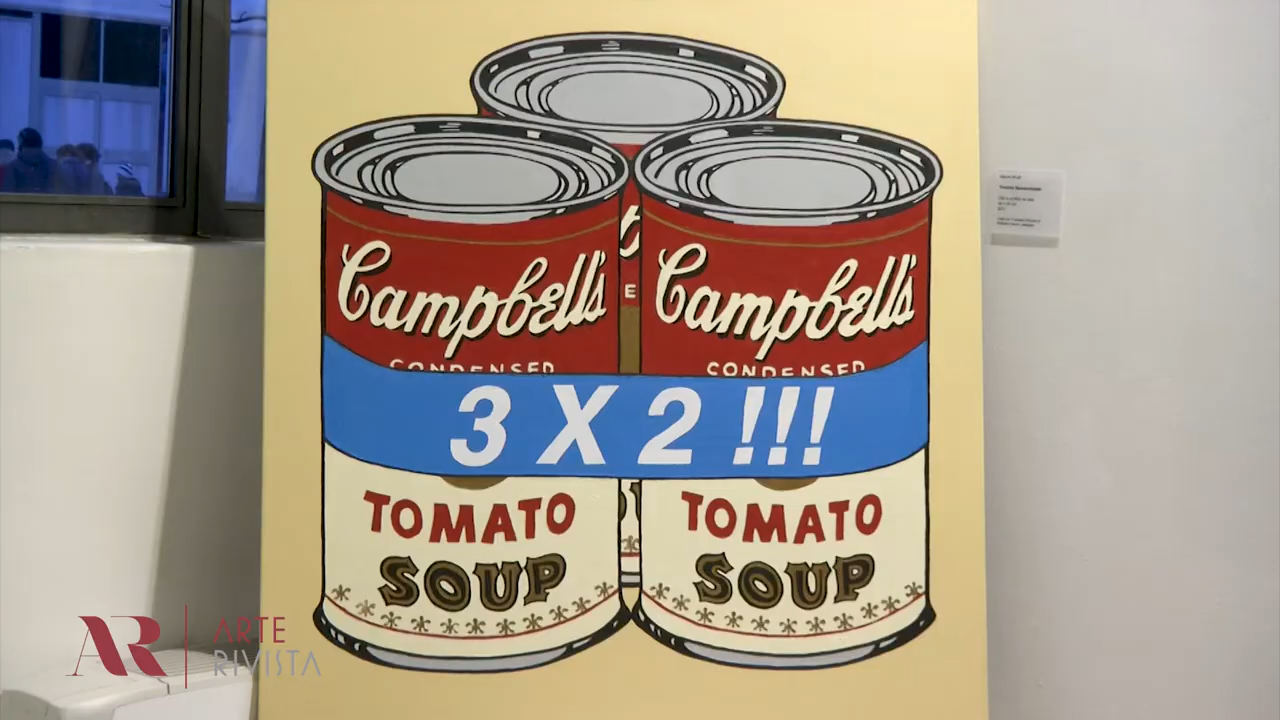 Campbell's
CONDENSED
3 X 2 !!!
TOMATO
SOUP
Campbell's
CONDENSED
TOMATO
SOUP
AR
ARTE
RIVISTA